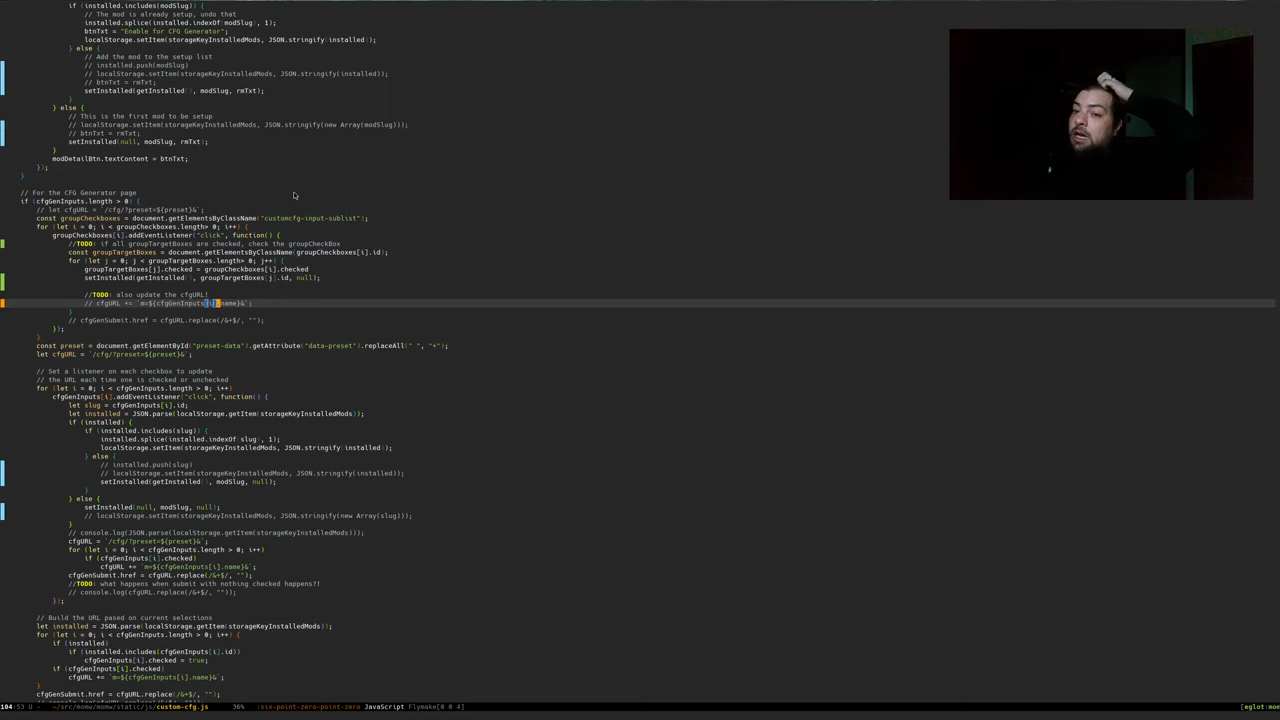 if (installed.includes(modSlug)) {
// The mod is already setup, undo that
installed.splice(installed.indexOf(modSlug), 1);
btnTxt = "Enable for CFG Generator";
localStorage.setItem(storageKeyInstalledMods, JSON.stringify(installed));
} else {
// Add the mod to the setup list
// installed.push(modSlug)
// localStorage.setItem(storageKeyInstalledMods, JSON.stringify(installed));
// btnTxt = rmTxt;
setInstalled(getInstalled(), modSlug, rmTxt);
}
} else {
// This is the first mod to be setup
// localStorage.setItem(storageKeyInstalledMods, JSON.stringify(new Array(modSlug)));
// btnTxt = rmTxt;
setInstalled(null, modSlug, rmTxt);
}
modDetailBtn.textContent = btnTxt;
});
}
// For the CFG Generator page
if (cfgGenInputs.length > 0) {
// let cfgURL = `/cfg/?preset=${preset}&`;
const groupCheckboxes = document.getElementsByClassName("customcfg-input-sublist");
for (let i = 0; i < groupCheckboxes.length> 0; i++) {
groupCheckboxes[i].addEventListener("click", function() {
//TODO: if all groupTargetBoxes are checked, check the groupCheckBox
const groupTargetBoxes = document.getElementsByClassName(groupCheckboxes[i].id);
for (let j = 0; j < groupTargetBoxes.length> 0; j++) {
groupTargetBoxes[j].checked = groupCheckboxes[i].checked
setInstalled(getInstalled(), groupTargetBoxes[j].id, null);
//TODO: also update the cfgURL!
// cfgURL += `m=${cfgGenInputs[i].name}&`;
}
// cfgGenSubmit.href = cfgURL.replace(/&+$/, "");
});
}
const preset = document.getElementById("preset-data").getAttribute("data-preset").replaceAll(" ", "+");
let cfgURL = `/cfg/?preset=${preset}&`;
// Set a listener on each checkbox to update
// the URL each time one is checked or unchecked
for (let i = 0; i < cfgGenInputs.length > 0; i++)
cfgGenInputs[i].addEventListener("click", function() {
let slug = cfgGenInputs[i].id;
let installed = JSON.parse(localStorage.getItem(storageKeyInstalledMods));
if (installed) {
if (installed.includes(slug)) {
installed.splice(installed.indexOf(slug), 1);
localStorage.setItem(storageKeyInstalledMods, JSON.stringify(installed));
} else {
// installed.push(slug)
// localStorage.setItem(storageKeyInstalledMods, JSON.stringify(installed));
setInstalled(getInstalled(), modSlug, null);
}
} else {
setInstalled(null, modSlug, null);
// localStorage.setItem(storageKeyInstalledMods, JSON.stringify(new Array(slug)));
}
// console.log(JSON.parse(localStorage.getItem(storageKeyInstalledMods)));
cfgURL = `/cfg/?preset=${preset}&`;
for (let i = 0; i < cfgGenInputs.length > 0; i++)
if (cfgGenInputs[i].checked)
cfgURL += `m=${cfgGenInputs[i].name}&`;
cfgGenSubmit.href = cfgURL.replace(/&+$/, "");
//TODO: what happens when submit with nothing checked happens?!
// console.log(cfgURL.replace(/&+$/, ""));
});
// Build the URL pased on current selections
let installed = JSON.parse(localStorage.getItem(storageKeyInstalledMods));
for (let i = 0; i < cfgGenInputs.length > 0; i++) {
if (installed)
if (installed.includes(cfgGenInputs[i].id))
cfgGenInputs[i].checked = true;
if (cfgGenInputs[i].checked)
cfgURL += `m=${cfgGenInputs[i].name}&`;
}
cfgGenSubmit.href = cfgURL.replace(/&+$/, "");
104:53 U - ~/src/momw/momw/static/js/custom-cfg.js 36% :six-point-zero-point-zero JavaScript Flymake[0 0 4] [eglot:mom